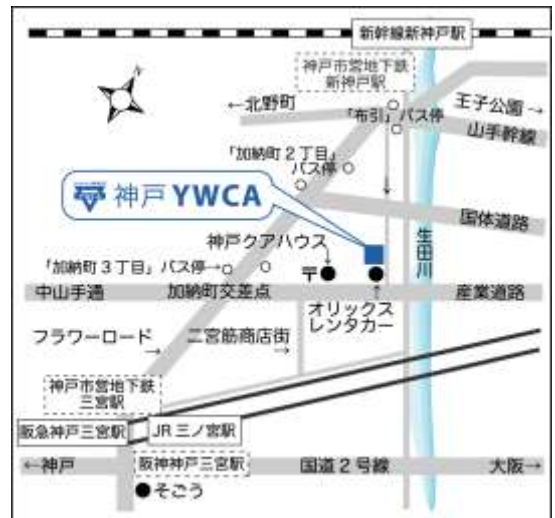 新幹線新神戸駅
神戸市営地下鉄
新神戸駅
←北野町
王子公園→
「布引」バス停
山手幹線
「加納町2丁目」
バス停
神戸 YWCA
国体道路
神戸クアハウス
生田川
「加納町3丁目」バス停→
〒
中山手通
加納町交差点
産業道路
オリックス
レンタカー
フラワーロード
二宮筋商店街
神戸市営地下鉄
三宮駅
阪急神戸三宮駅
JR 三ノ宮駅
←神戸
阪神神戸三宮駅
国道2号線
大阪→
そごう